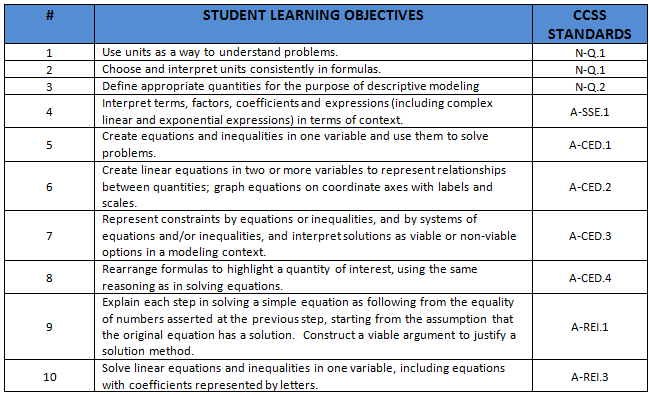 # STUDENT LEARNING OBJECTIVES CCSS
STANDARDS
1 Use units as a way to understand problems. N-Q.1
2 Choose and interpret units consistently in formulas. N-Q.1
3 Define appropriate quantities for the purpose of descriptive modeling N-Q.2
4 Interpret terms, factors, coefficients and expressions (including complex
linear and exponential expressions) in terms of context. A-SSE.1
5 Create equations and inequalities in one variable and use them to solve
problems. A-CED.1
6 Create linear equations in two or more variables to represent relationships
between quantities; graph equations on coordinate axes with labels and
scales. A-CED.2
7 Represent constraints by equations or inequalities, and by systems of
equations and/or inequalities, and interpret solutions as viable or non-viable
options in a modeling context. A-CED.3
8 Rearrange formulas to highlight a quantity of interest, using the same
reasoning as in solving equations. A-CED.4
9 Explain each step in solving a simple equation as following from the equality
of numbers asserted at the previous step, starting from the assumption that
the original equation has a solution. Construct a viable argument to justify a
solution method. A-REI.1
10 Solve linear equations and inequalities in one variable, including equations
with coefficients represented by letters. A-REI.3